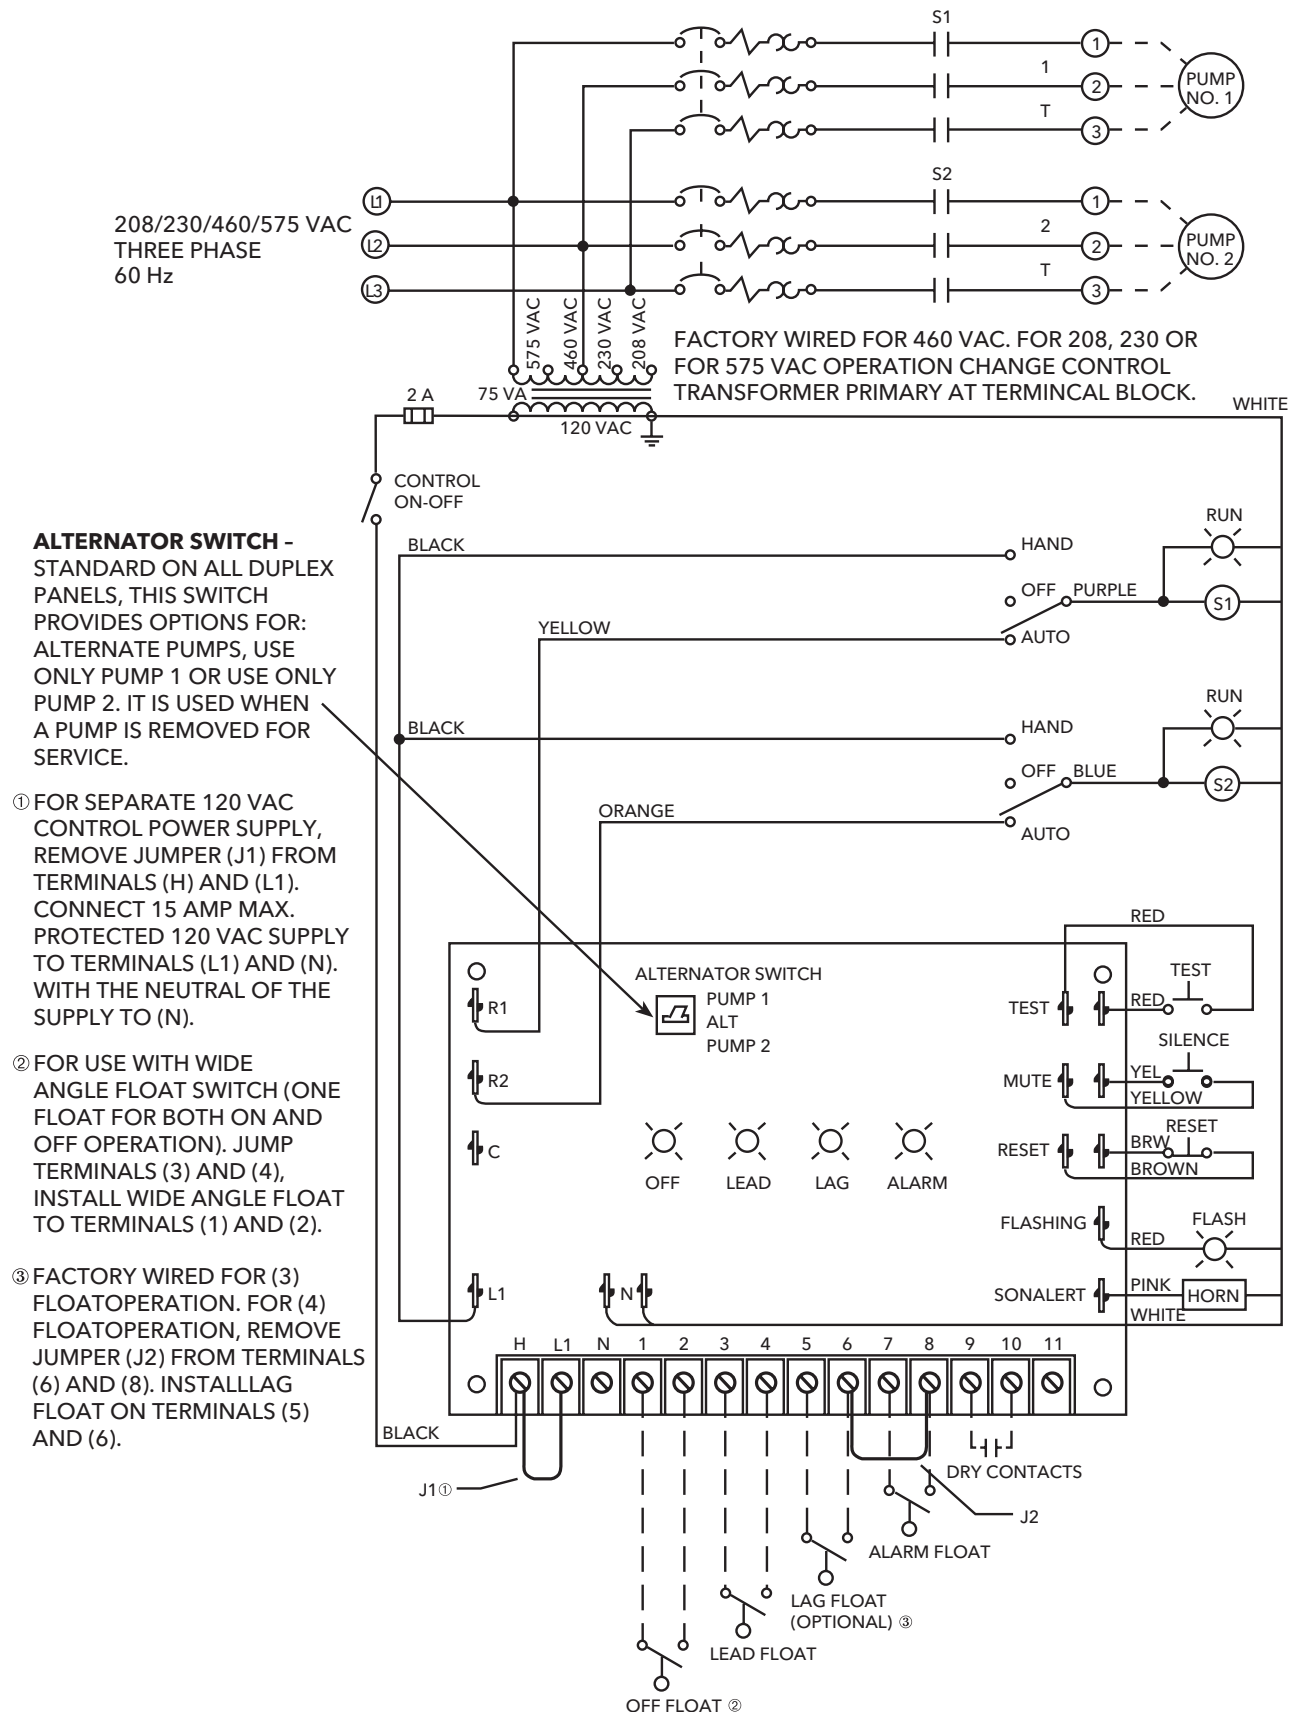 S1
1
1
2
T
3
PUMP
NO. 1
208/230/460/575 VAC
THREE PHASE
60 Hz
L1
L2
L3
S2
1
2
2
T
3
PUMP
NO. 2
575 VAC
460 VAC
230 VAC
208 VAC
FACTORY WIRED FOR 460 VAC. FOR 208, 230 OR
FOR 575 VAC OPERATION CHANGE CONTROL
TRANSFORMER PRIMARY AT TERMINCAL BLOCK.
2 A
75 VA
120 VAC
WHITE
CONTROL
ON-OFF
ALTERNATOR SWITCH –
STANDARD ON ALL DUPLEX
PANELS, THIS SWITCH
PROVIDES OPTIONS FOR:
ALTERNATE PUMPS, USE
ONLY PUMP 1 OR USE ONLY
PUMP 2. IT IS USED WHEN
A PUMP IS REMOVED FOR
SERVICE.
① FOR SEPARATE 120 VAC
CONTROL POWER SUPPLY,
REMOVE JUMPER (J1) FROM
TERMINALS (H) AND (L1).
CONNECT 15 AMP MAX.
PROTECTED 120 VAC SUPPLY
TO TERMINALS (L1) AND (N).
WITH THE NEUTRAL OF THE
SUPPLY TO (N).
② FOR USE WITH WIDE
ANGLE FLOAT SWITCH (ONE
FLOAT FOR BOTH ON AND
OFF OPERATION). JUMP
TERMINALS (3) AND (4),
INSTALL WIDE ANGLE FLOAT
TO TERMINALS (1) AND (2).
③ FACTORY WIRED FOR (3)
FLOATOPERATION. FOR (4)
FLOATOPERATION, REMOVE
JUMPER (J2) FROM TERMINALS
(6) AND (8). INSTALLLAG
FLOAT ON TERMINALS (5)
AND (6).
BLACK
HAND
RUN
OFF
PURPLE
S1
YELLOW
AUTO
BLACK
HAND
RUN
OFF
BLUE
S2
ORANGE
AUTO
RED
ALTERNATOR SWITCH
PUMP 1
ALT
PUMP 2
R1
R2
C
L1
N
OFF
LEAD
LAG
ALARM
TEST
RED
TEST
SILENCE
MUTE
YEL
YELLOW
RESET
RESET
BRW
BROWN
FLASHING
RED
FLASH
SONALERT
PINK
HORN
WHITE
H L1 N 1 2 3 4 5 6 7 8 9 10 11
BLACK
J1①
DRY CONTACTS
J2
ALARM FLOAT
LAG FLOAT
(OPTIONAL) ③
LEAD FLOAT
OFF FLOAT ②